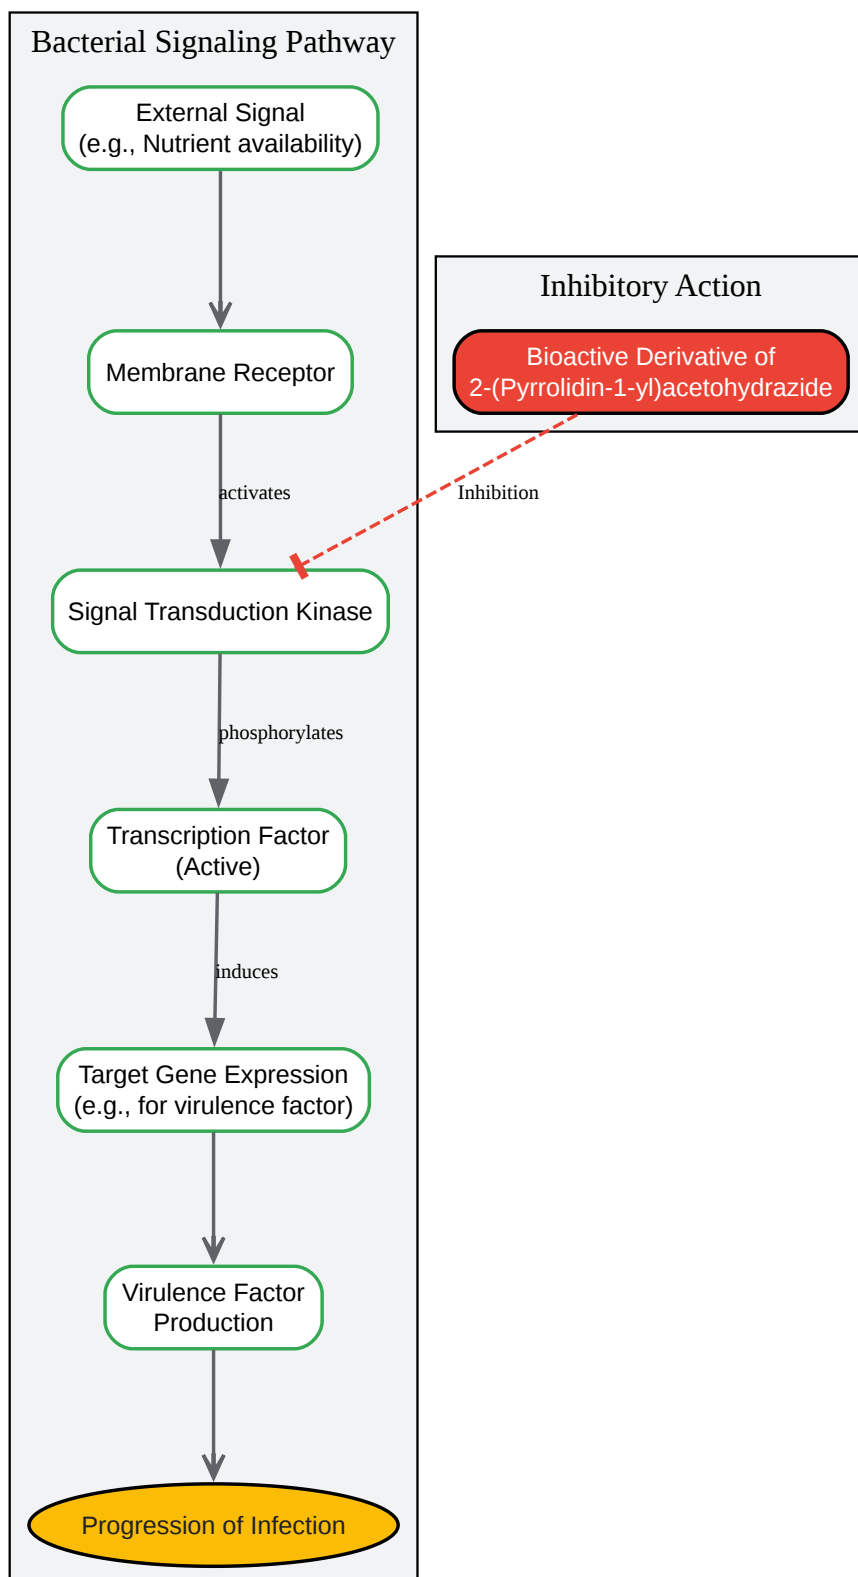 Bacterial Signaling Pathway
External Signal
(e.g., Nutrient availability)
Inhibitory Action
Membrane Receptor
Bioactive Derivative of
2-(Pyrrolidin-1-yl)acetohydrazide
activates
Inhibition
Signal Transduction Kinase
phosphorylates
Transcription Factor
(Active)
induces
Target Gene Expression
(e.g., for virulence factor)
Virulence Factor
Production
Progression of Infection